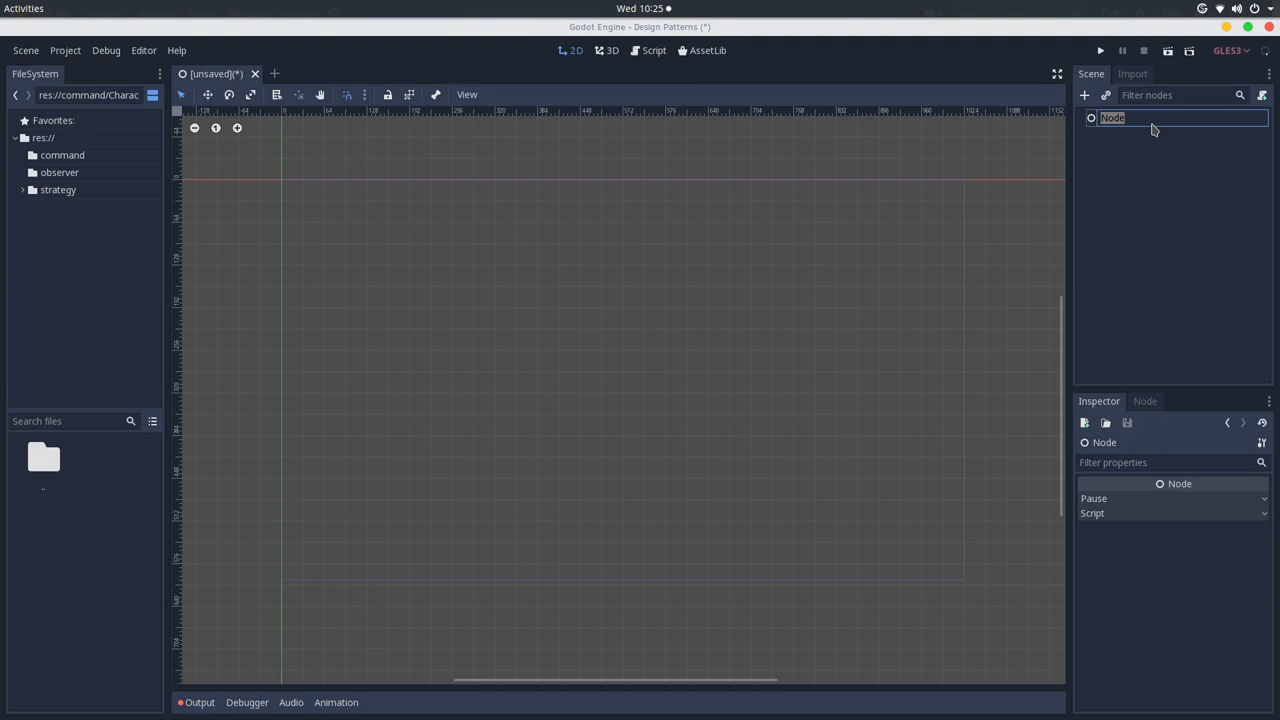 Activities
Wed 10:25
Godot Engine - Design Patterns (*)
Scene Project Debug Editor Help
2D 3D Script AssetLib
GLES3
FileSystem
[unsaved](*)
Scene Import
res://command/Charac
View
Filter nodes
Favorites:
res://
command
observer
strategy
Node
Search files
..
Inspector Node
Node
Filter properties
Node
Pause
Script
Output Debugger Audio Animation